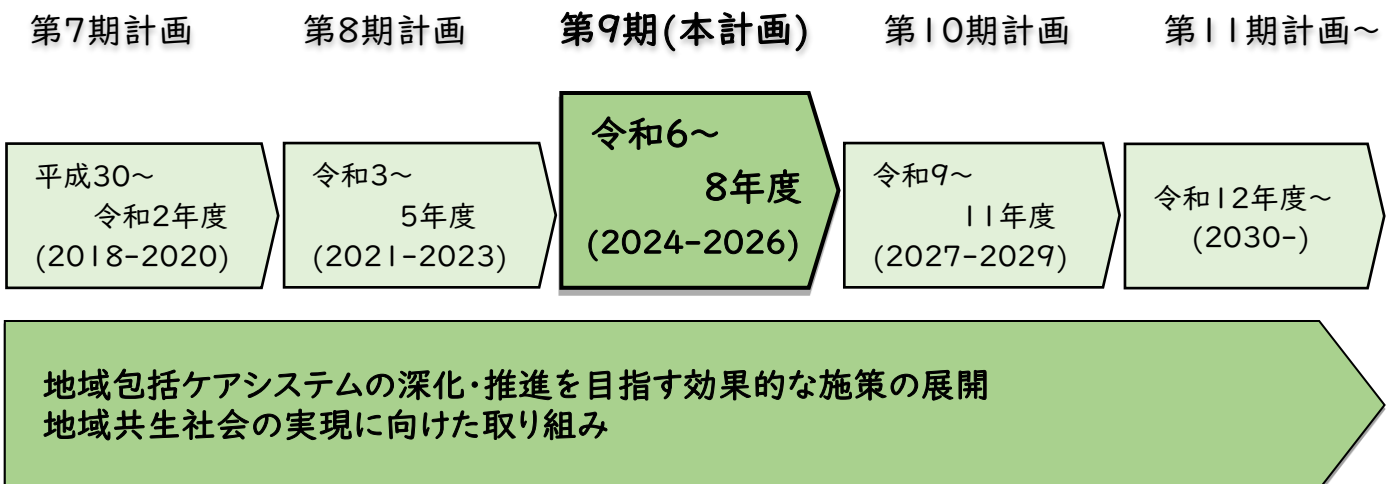 第7期計画
第8期計画
第9期(本計画)
第10期計画
第11期計画～
平成30～
令和2年度
(2018-2020)
令和3～
5年度
(2021-2023)
令和6～
8年度
(2024-2026)
令和9～
11年度
(2027-2029)
令和12年度～
(2030-)
地域包括ケアシステムの深化･推進を目指す効果的な施策の展開
地域共生社会の実現に向けた取り組み